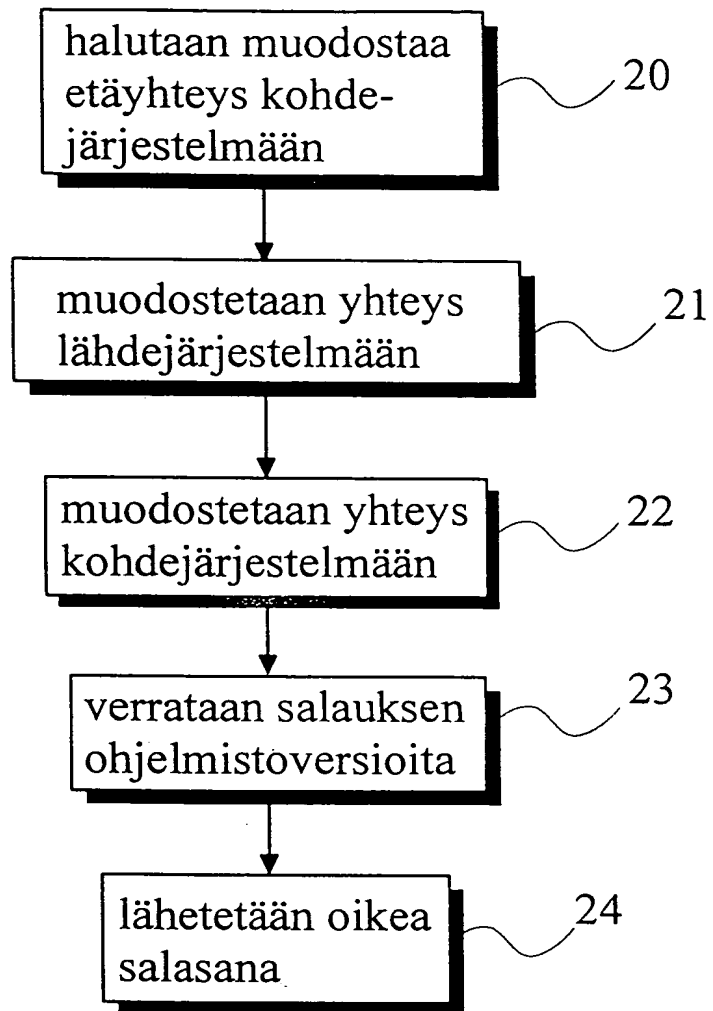 halutaan muodostaa
etäyhteys kohde-
järjestelmään
20
muodostetaan yhteys
lähdejärjestelmään
21
muodostetaan yhteys
kohdejärjestelmään
22
verrataan salauksen
ohjelmistoversioita
23
lähetetään oikea
salasana
24